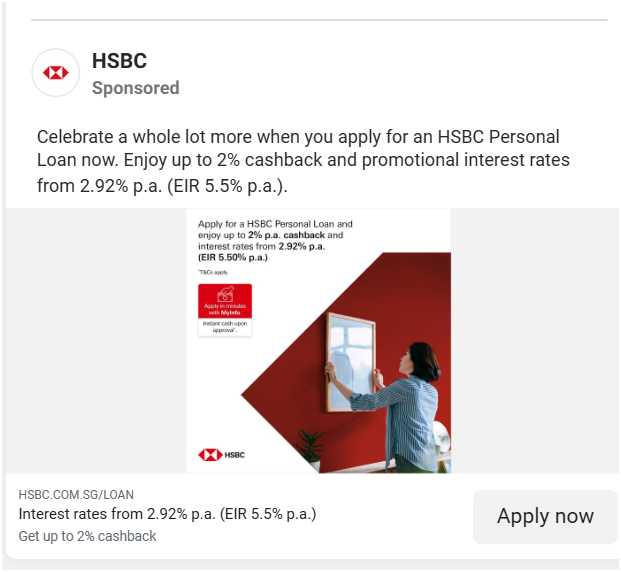 HSBC
Sponsored
Celebrate a whole lot more when you apply for an HSBC Personal
Loan now. Enjoy up to 2% cashback and promotional interest rates
from 2.92% p.a. (EIR 5.5% p.a.).
Apply for a HSBC Personal Loan and
enjoy up to 2% p.a. cashback and
interest rates from 2.92% p.a.
(EIR 5.50% p.a.)
*T&Cs apply.
Apply in minutes
with MyInfo.
Instant cash upon
approval*.
HSBC
HSBC.COM.SG/LOAN
Interest rates from 2.92% p.a. (EIR 5.5% p.a.)
Get up to 2% cashback
Apply now